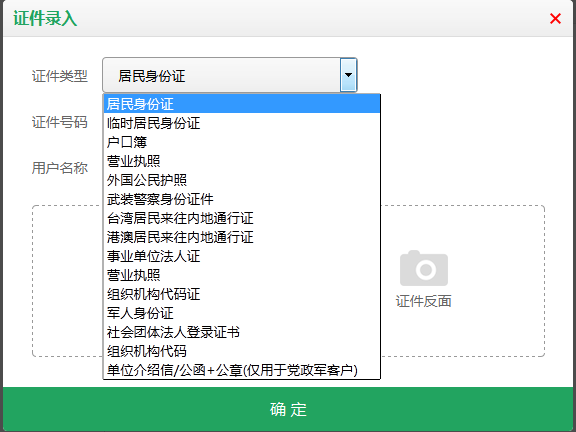 证件录入
证件类型
居民身份证
居民身份证
临时居民身份证
户口簿
营业执照
外国公民护照
武装警察身份证件
台湾居民来往内地通行证
港澳居民来往内地通行证
事业单位法人证
营业执照
组织机构代码证
军人身份证
社会团体法人登录证书
组织机构代码
单位介绍信/公函+公章(仅用于党政军客户)
证件号码
用户名称
证件反面
确 定